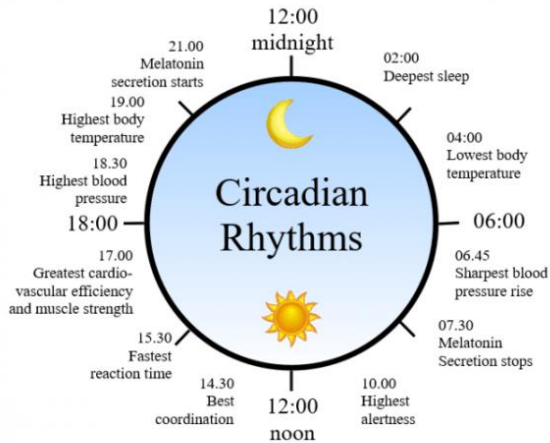 12:00
midnight
02:00
Deepest sleep
04:00
Lowest body
temperature
06:00
06.45
Sharpest blood
pressure rise
07.30
Melatonin
Secretion stops
10.00
Highest
alertness
12:00
noon
14.30
Best
coordination
15.30
Fastest
reaction time
17.00
Greatest cardio-
vascular efficiency
and muscle strength
18:00
18.30
Highest blood
pressure
19.00
Highest body
temperature
21.00
Melatonin
secretion starts
Circadian
Rhythms